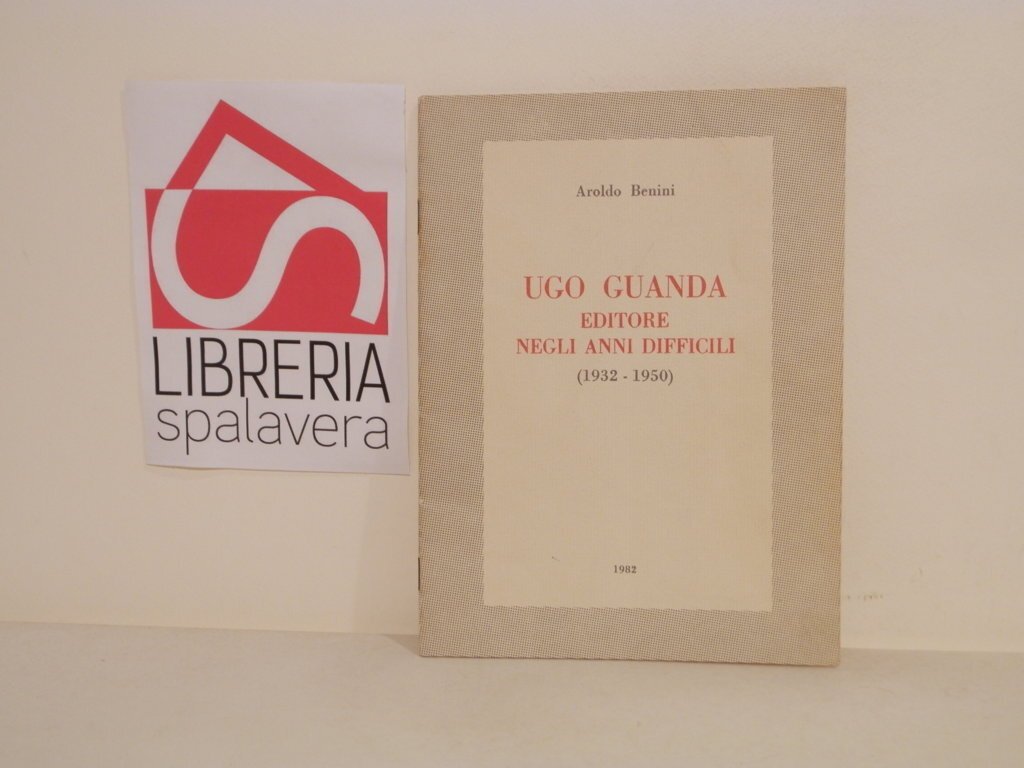 LIBRERIA
spalavera
Aroldo Benini
UGO GUANDA
EDITORE
NEGLI ANNI DIFFICILI
(1932 - 1950)
1982